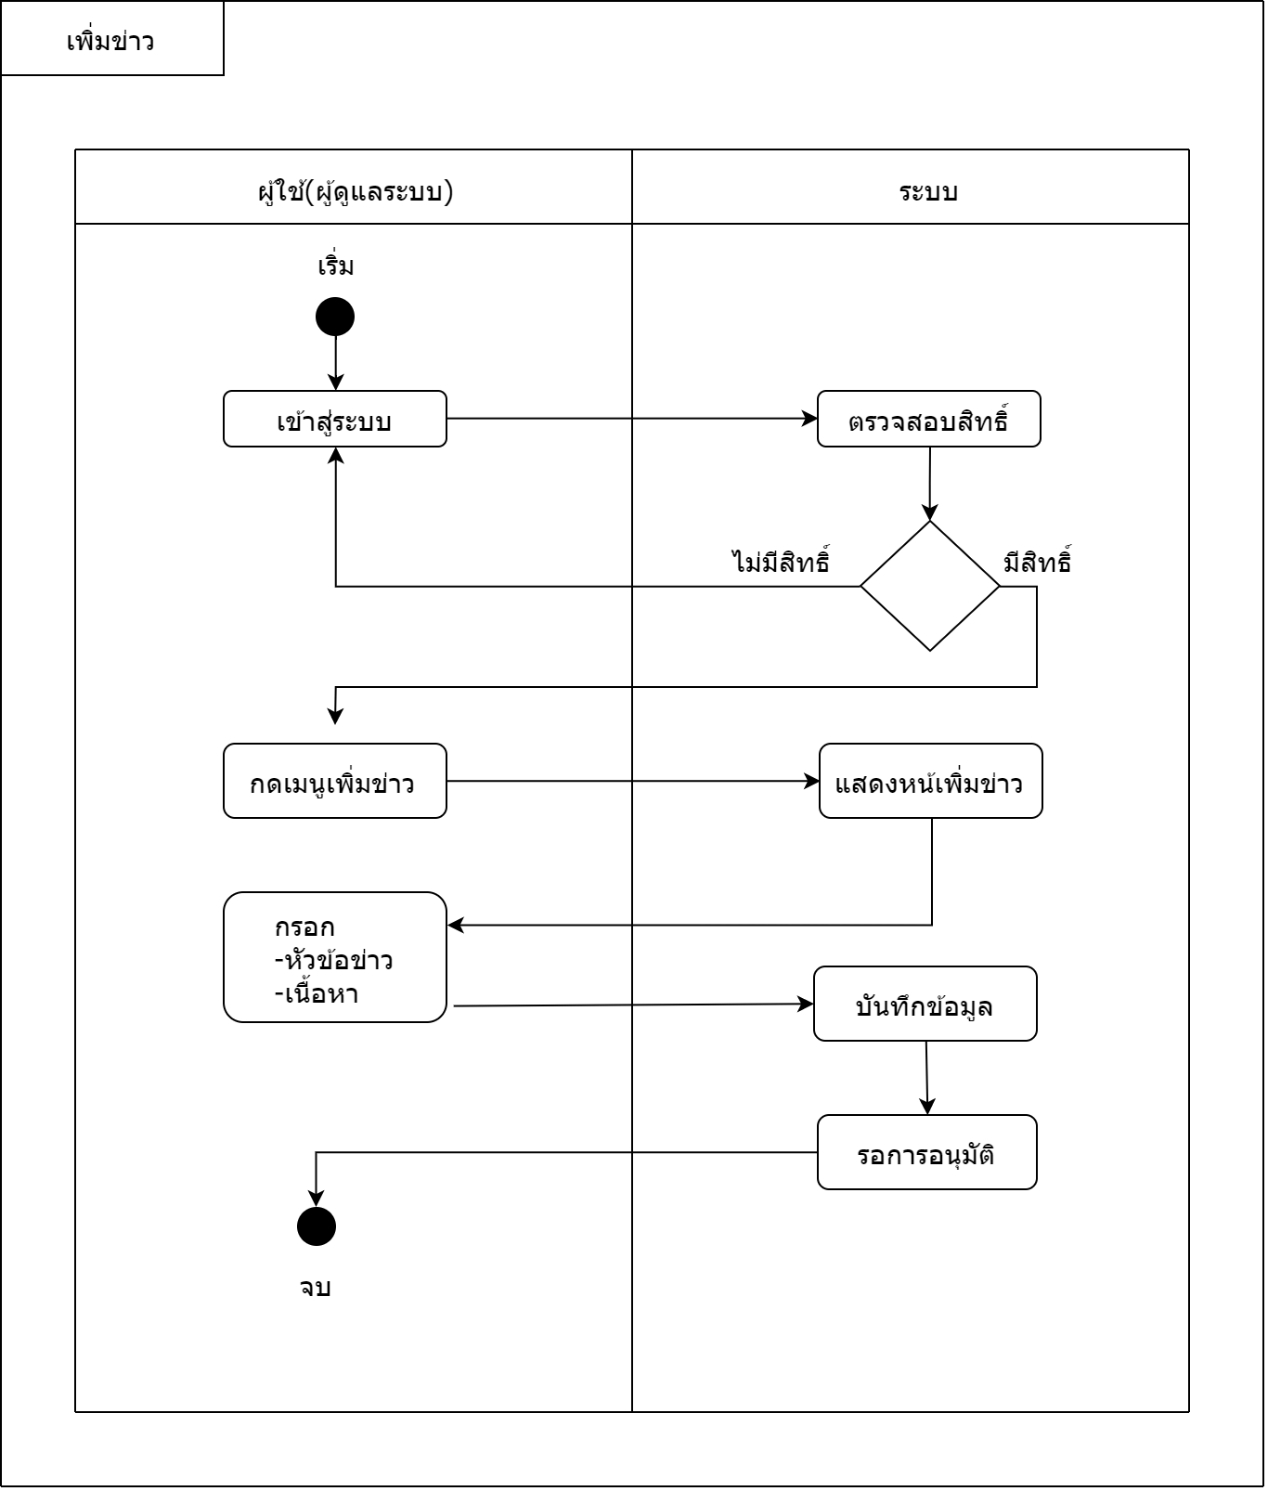 เพิ่มข่าว
ผู้ใช้(ผู้ดูแลระบบ)
ระบบ
เริ่ม
เข้าสู่ระบบ
ตรวจสอบสิทธิ์
ไม่มีสิทธิ์
มีสิทธิ์
กดเมนูเพิ่มข่าว
แสดงหน้เพิ่มข่าว
กรอก
-หัวข้อข่าว
-เนื้อหา
บันทึกข้อมูล
รอการอนุมัติ
จบ